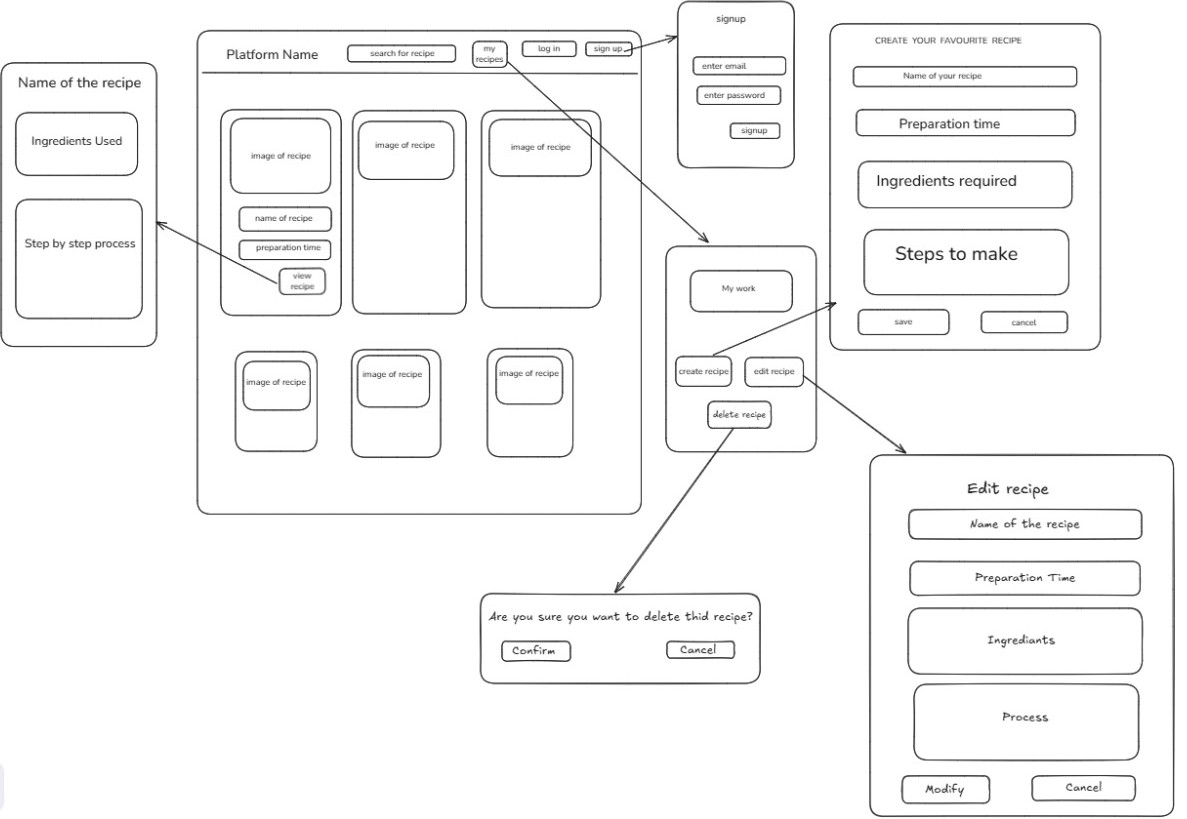 Name of the recipe
Ingredients Used
Step by step process
Platform Name
search for recipe
my
recipes
log in
sign up
image of recipe
name of recipe
preparation time
view
recipe
image of recipe
image of recipe
image of recipe
image of recipe
image of recipe
signup
enter email
enter password
signup
CREATE YOUR FAVOURITE RECIPE
Name of your recipe
Preparation time
Ingredients required
Steps to make
save
cancel
My work
create recipe
edit recipe
delete recipe
Are you sure you want to delete thid recipe?
Confirm
Cancel
Edit recipe
Name of the recipe
Preparation Time
Ingrediants
Process
Modify
Cancel